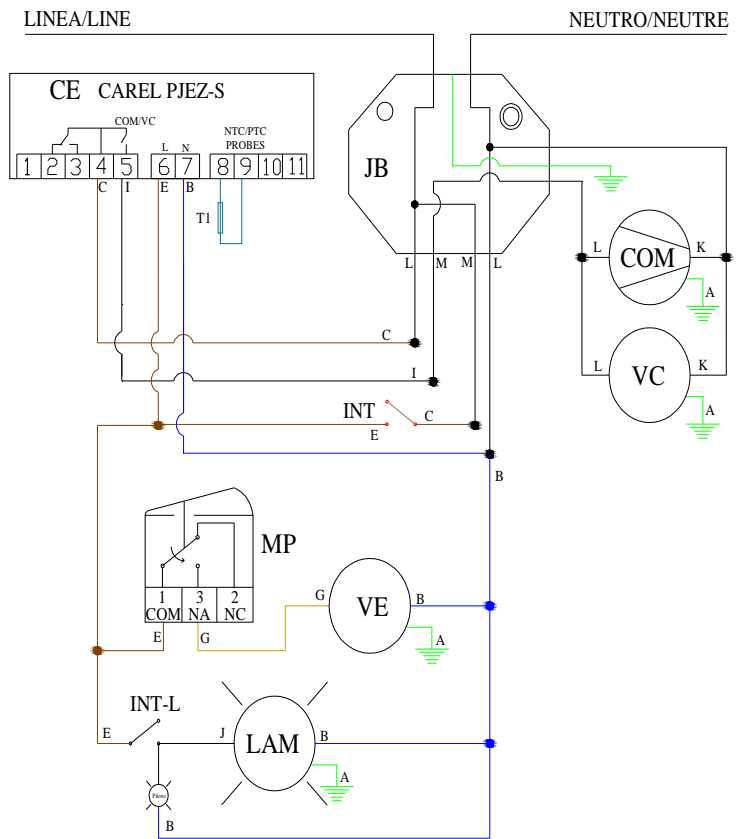 LINEA/LINE
NEUTRO/NEUTRE
CE CAREL PJEZ-S
COM/VC
L N
NTC/PTC
PROBES
1 2 3 4 5 6 7 8 9 10 11
C I E B
T1
JB
L M M L
L COM K
A
L VC K
A
C
I
INT
C
E
B
MP
1 3 2
COM NA NC
E G
G VE B
A
INT-L
E J LAM B
A
Piloto
B